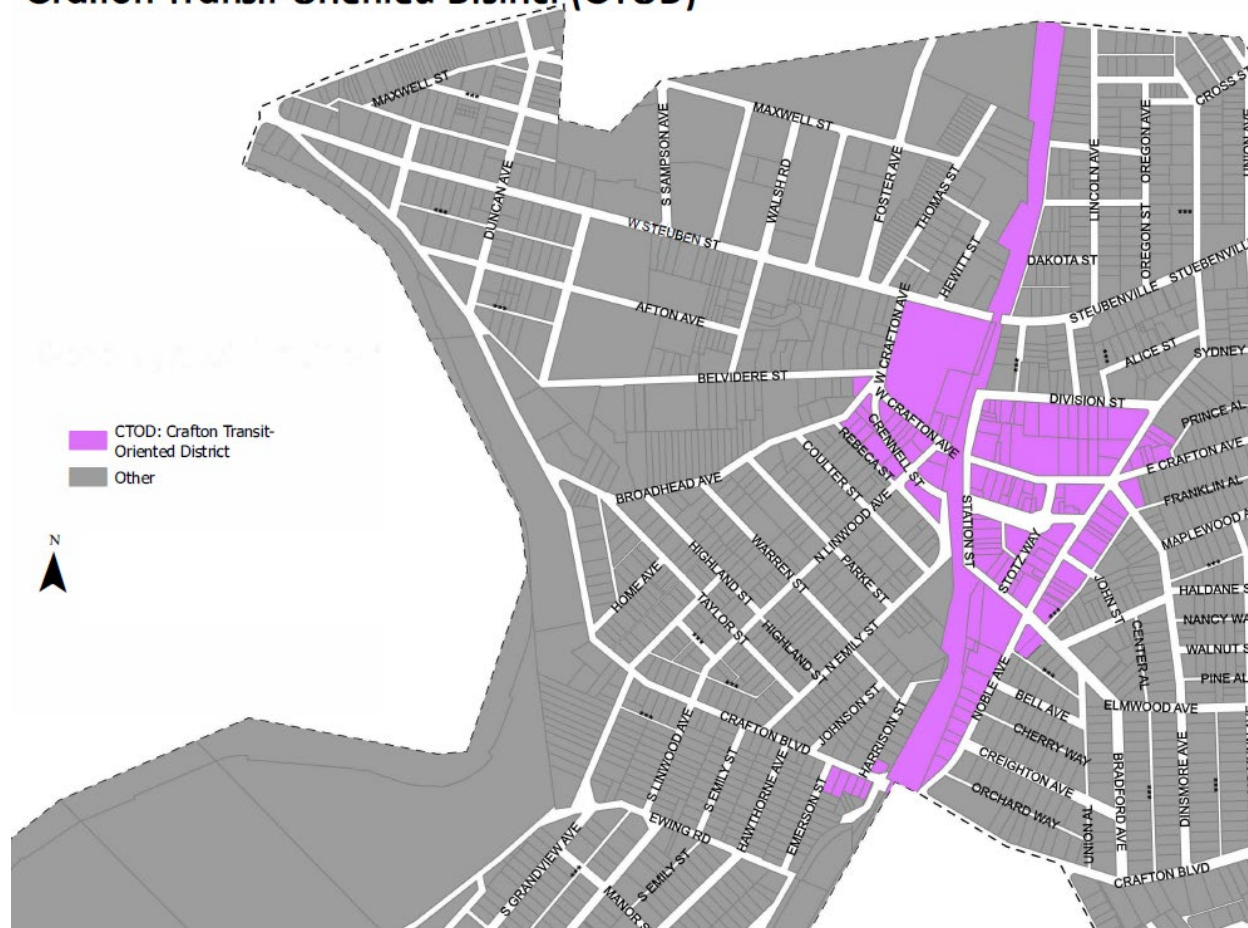 Crafton Transit-Oriented District (CTOD)
MAXWELL ST
CROSS ST
MAXWELL ST
S SAMPSON AVE
WALSH RD
FOSTER AVE
THOMAS ST
LINCOLN AVE
OREGON AVE
UNION AVE
DUNCAN AVE
W STEUBEN ST
HEWITT ST
DAKOTA ST
OREGON ST
STEUBENVILLE
STUEBENVILLE
AFTON AVE
W CRAFTON AVE
ALICE ST
SYDNEY
BELVIDERE ST
DIVISION ST
PRINCE AL
CTOD: Crafton Transit-
Oriented District
Other
W CRAFTON AVE
CRENNELL ST
REBECA ST
COULTER ST
E CRAFTON AVE
FRANKLIN AL
BROADHEAD AVE
N LINWOOD AVE
STATION ST
MAPLEWOOD A
N
HIGHLAND ST
WARREN ST
PARKE ST
STOTZ WAY
JOHN ST
HALDANE S
HOME AVE
TAYLOR ST
HIGHLAND ST
N EMILY ST
CENTER AL
NANCY WA
WALNUT S
PINE AL
NOBLE AVE
BELL AVE
ELMWOOD AVE
CRAFTON BLVD
JOHNSON ST
HARRISON ST
CHERRY WAY
CREIGHTON AVE
ORCHARD WAY
S LINWOOD AVE
S EMILY ST
HAWTHORNE AVE
EMERSON ST
UNION AL
BRADFORD AVE
DINSMORE AVE
EWING RD
S GRANDVIEW AVE
S EMILY ST
MANOR S
CRAFTON BLVD